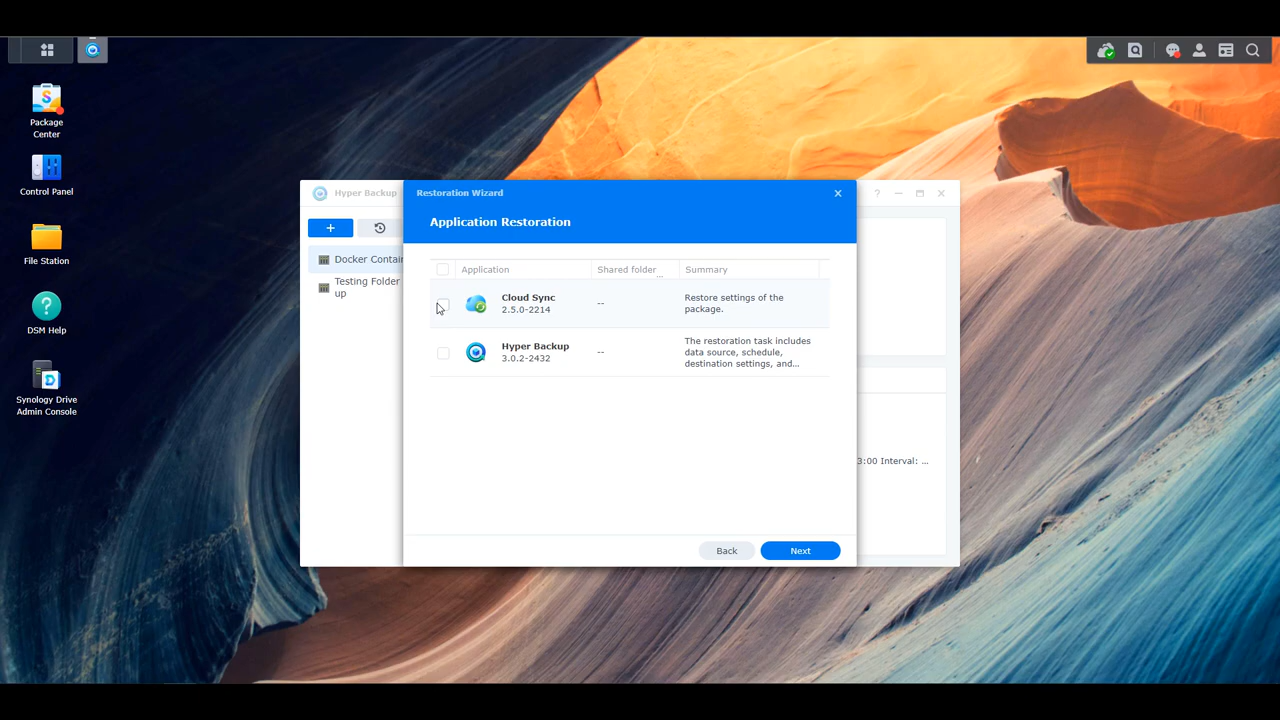 Package
Center
Control Panel
File Station
DSM Help
Synology Drive
Admin Console
Hyper Backup
Restoration Wizard
Application Restoration
Docker Contain
Testing Folder
up
Application
Shared folder
...
Summary
Cloud Sync
2.5.0-2214
--
Restore settings of the
package.
Hyper Backup
3.0.2-2432
--
The restoration task includes
data source, schedule,
destination settings, and...
3:00 Interval: ...
Back
Next